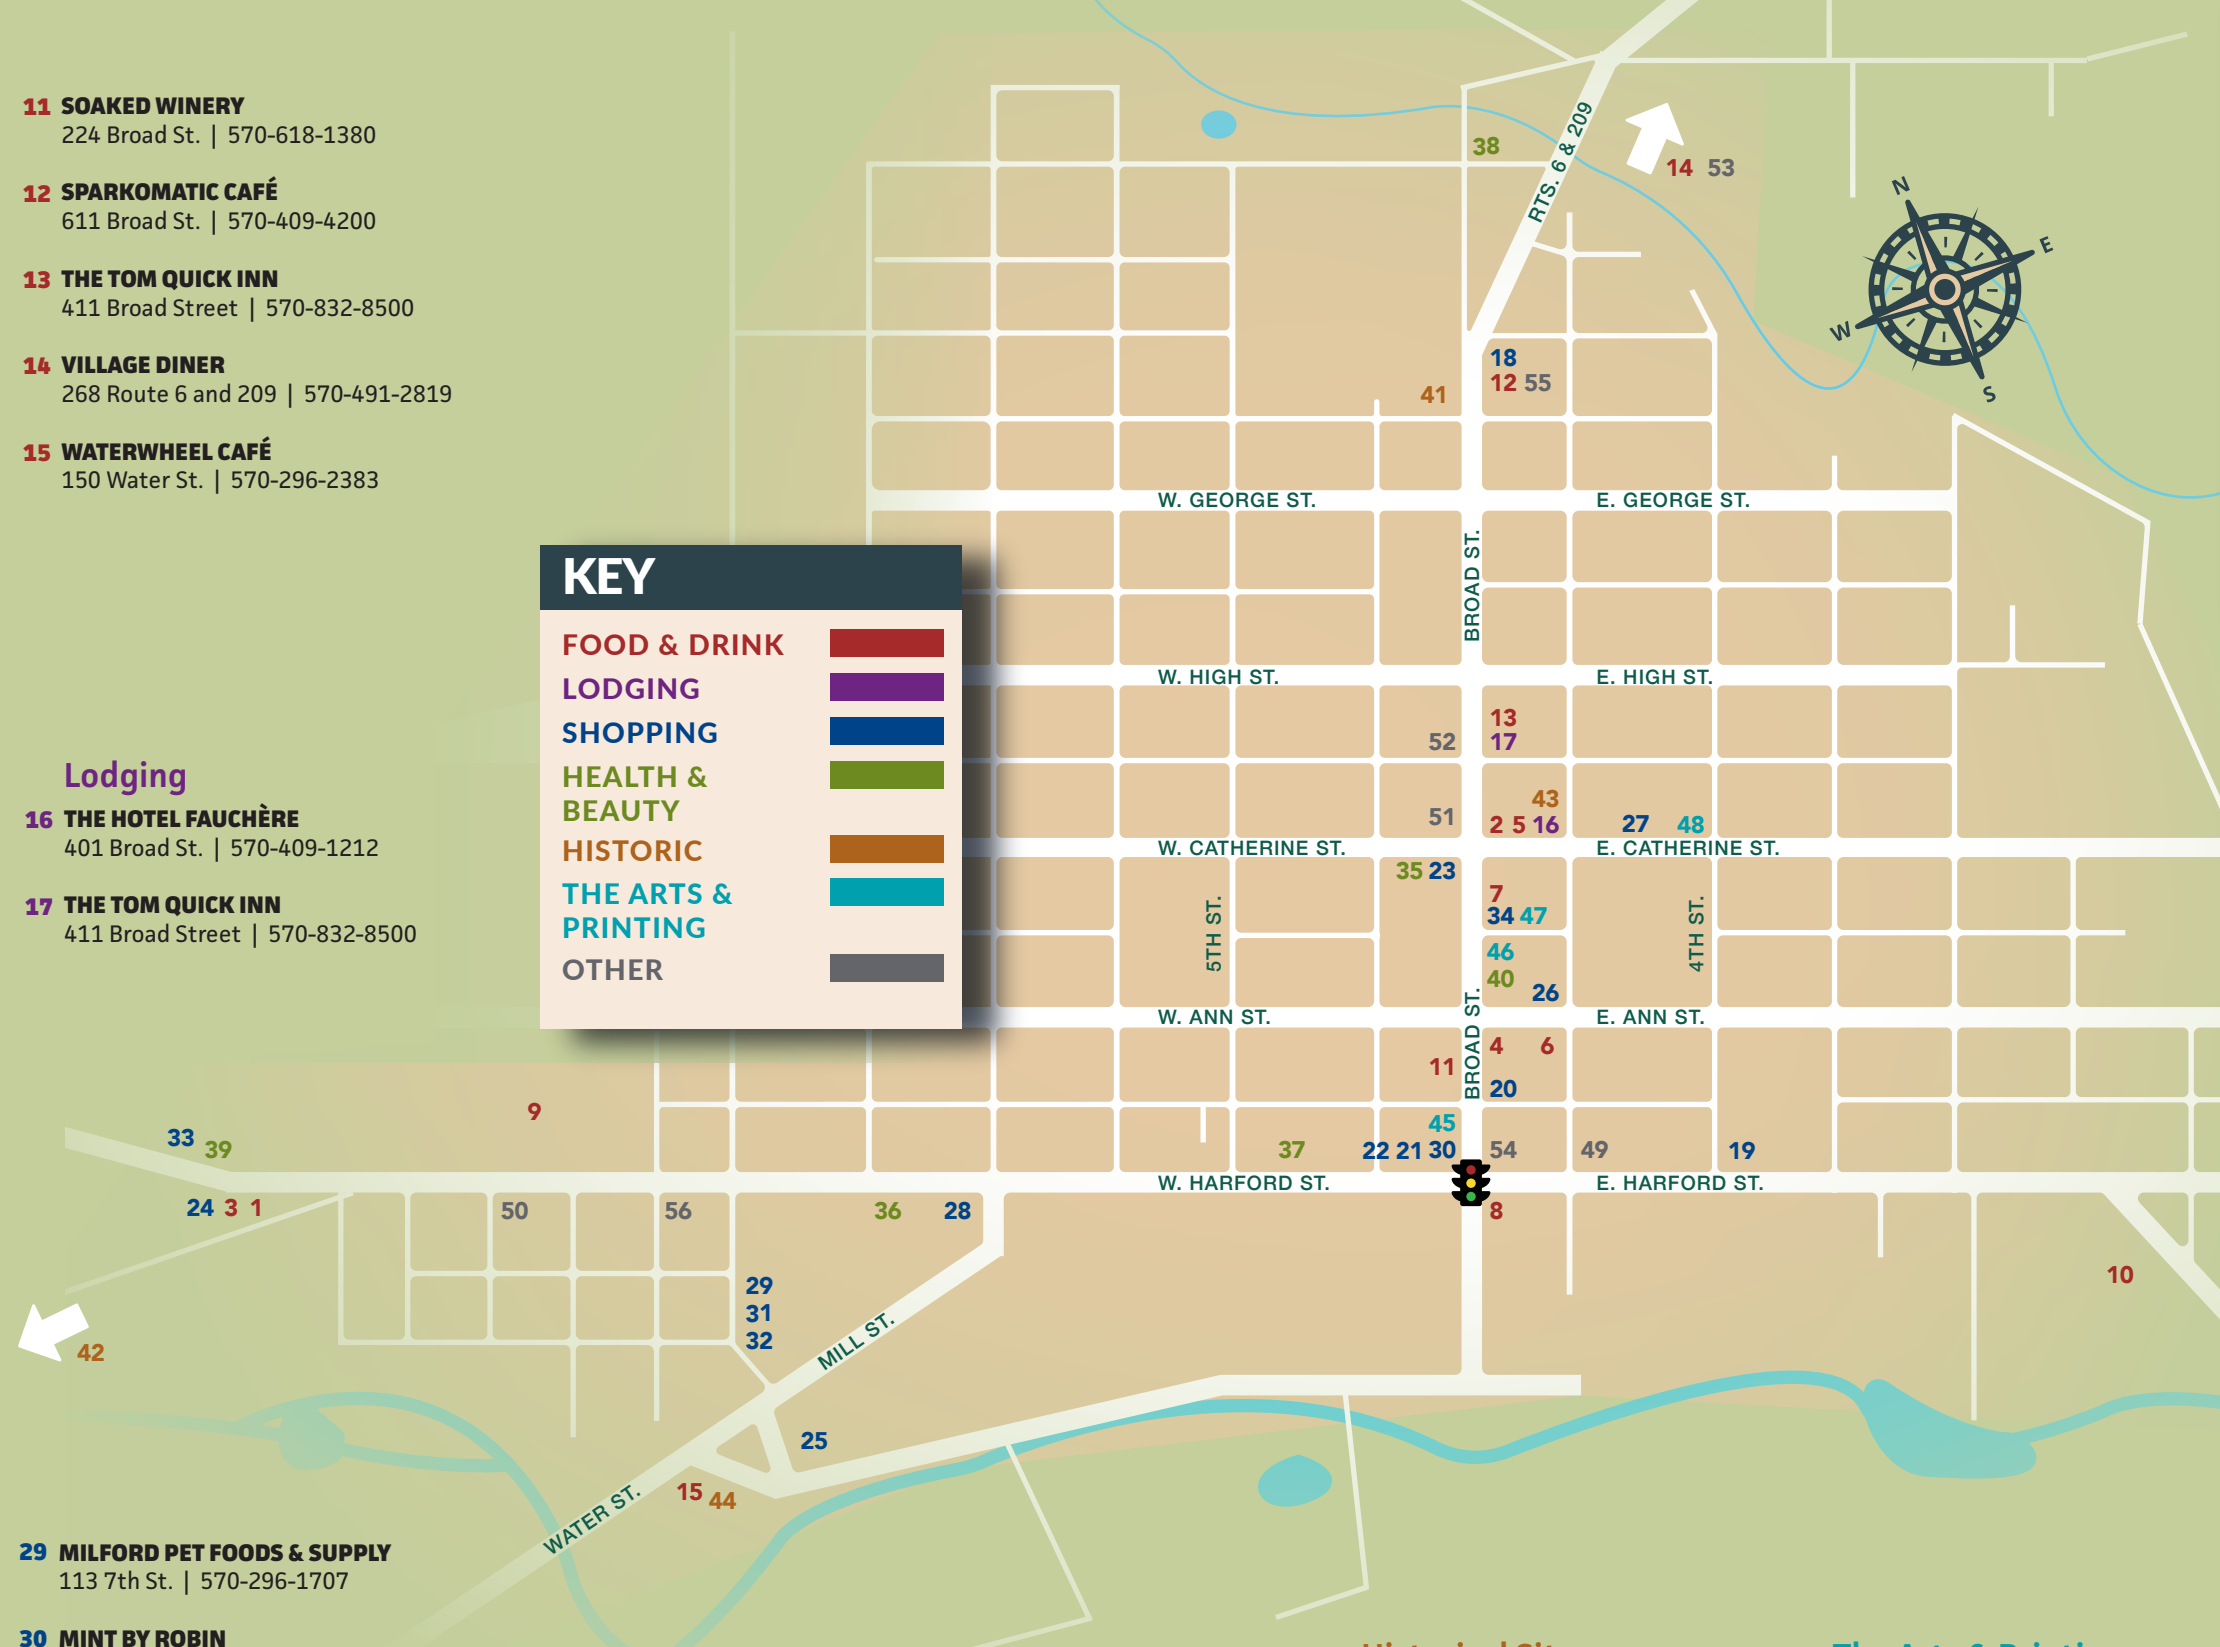 11 SOAKED WINERY
224 Broad St. | 570-618-1380
12 SPARKOMATIC CAFÉ
611 Broad St. | 570-409-4200
13 THE TOM QUICK INN
411 Broad Street | 570-832-8500
14 VILLAGE DINER
268 Route 6 and 209 | 570-491-2819
15 WATERWHEEL CAFÉ
150 Water St. | 570-296-2383
Lodging
16 THE HOTEL FAUCHÈRE
401 Broad St. | 570-409-1212
17 THE TOM QUICK INN
411 Broad Street | 570-832-8500
KEY
FOOD & DRINK
LODGING
SHOPPING
HEALTH &
BEAUTY
HISTORIC
THE ARTS &
PRINTING
OTHER
38
RTS. 6 & 209
14 53
N
E
W
S
18
12 55
41
W. GEORGE ST.
E. GEORGE ST.
BROAD ST.
W. HIGH ST.
E. HIGH ST.
13
52 17
43
51
2 5 16
27 48
W. CATHERINE ST.
E. CATHERINE ST.
35 23
7
34 47
5TH ST.
4TH ST.
46
40
26
BROAD ST.
W. ANN ST.
E. ANN ST.
4 6
11
20
9
45
33 39
37
22 21 30
54
49
19
W. HARFORD ST.
E. HARFORD ST.
24 3 1
50
56
36
28
8
29
31
32
10
MILL ST.
42
25
15 44
WATER ST.
29 MILFORD PET FOODS & SUPPLY
113 7th St. | 570-296-1707
30 MINT BY ROBIN